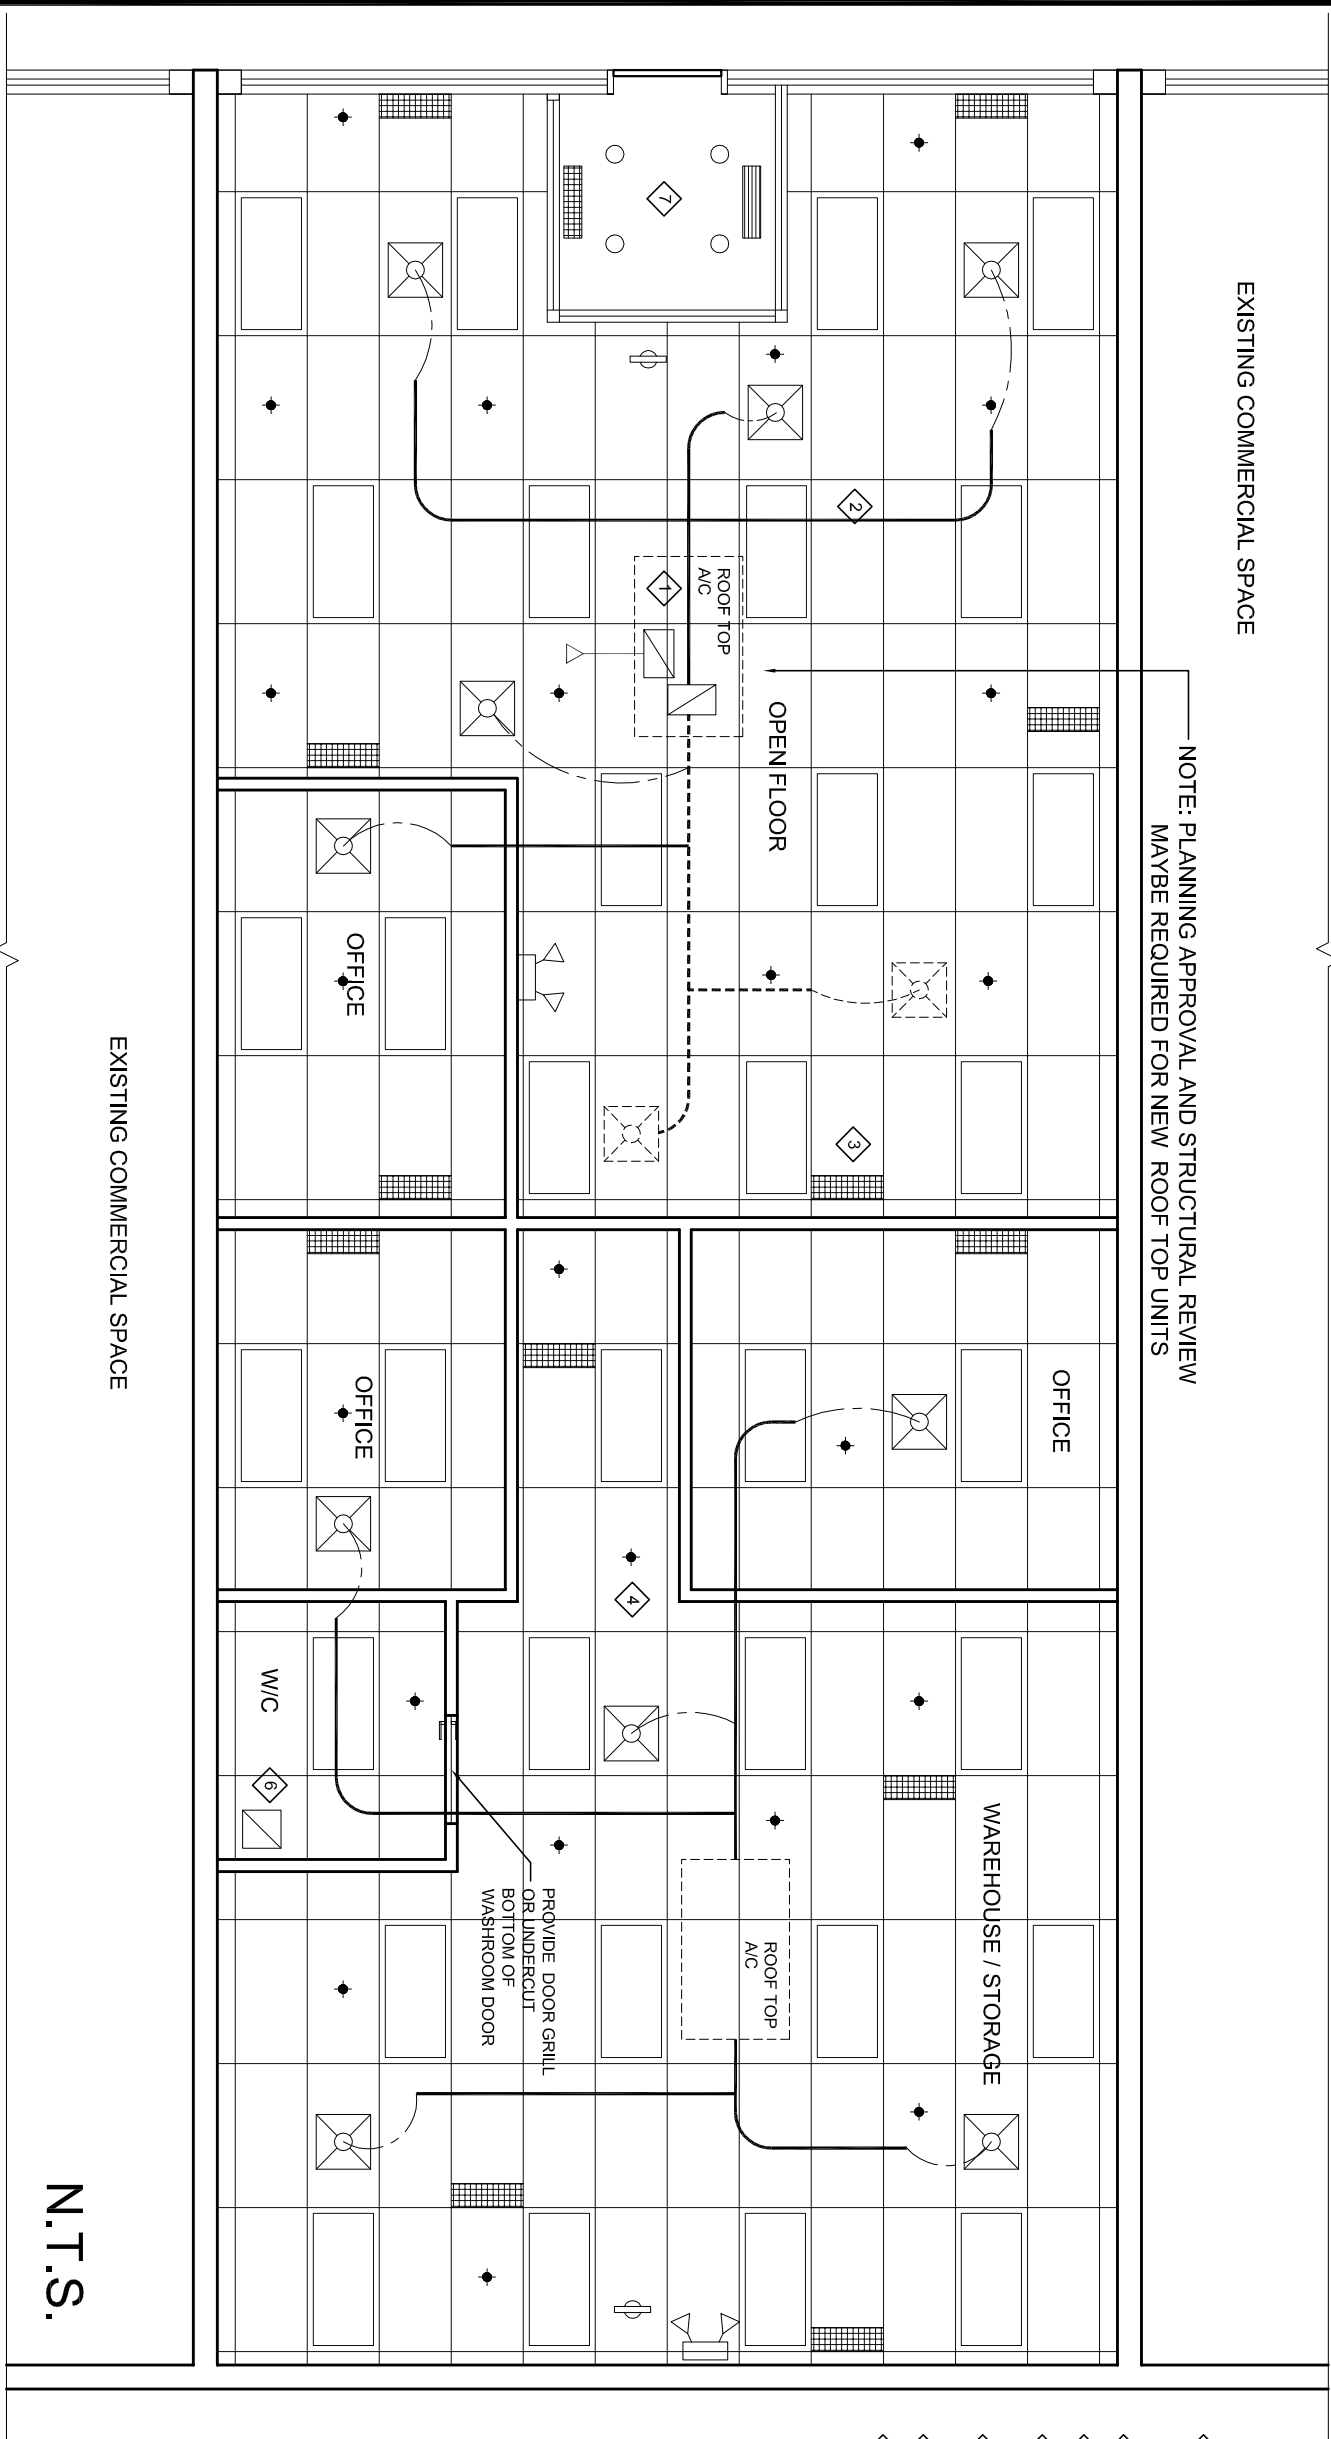 EXISTING COMMERCIAL SPACE
NOTE: PLANNING APPROVAL AND STRUCTURAL REVIEW
MAYBE REQUIRED FOR NEW ROOF TOP UNITS
7
2
1
ROOF TOP
A/C
OPEN FLOOR
3
OFFICE
OFFICE
OFFICE
4
W/C
6
WAREHOUSE / STORAGE
ROOF TOP
A/C
PROVIDE DOOR GRILL
OR UNDERCUT
BOTTOM OF
WASHROOM DOOR
EXISTING COMMERCIAL SPACE
N.T.S.